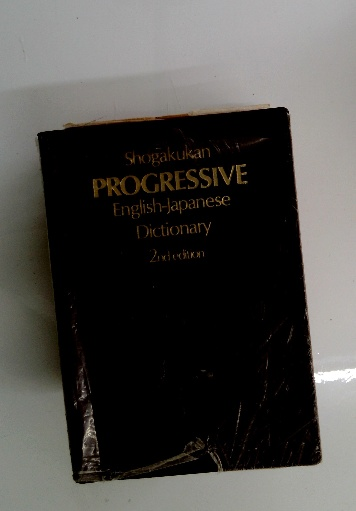 Shogakukan
PROGRESSIVE
English-Japanese
Dictionary
2nd edition